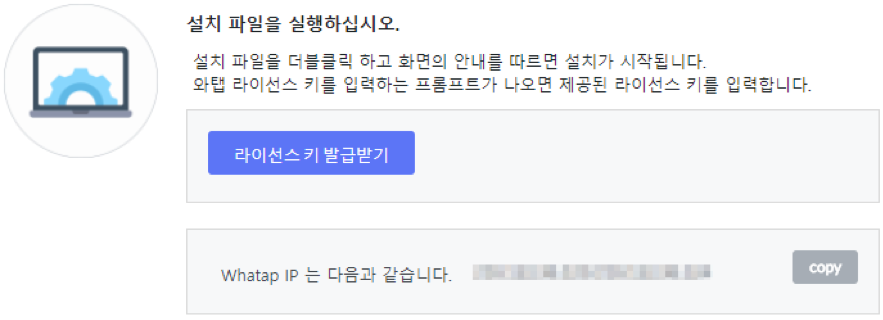 설치 파일을 실행하십시오.
설치 파일을 더블클릭 하고 화면의 안내를 따르면 설치가 시작됩니다.
와탭 라이선스 키를 입력하는 프롬프트가 나오면 제공된 라이선스 키를 입력합니다.
라이선스 키 발급받기
Whatap IP 는 다음과 같습니다.
copy